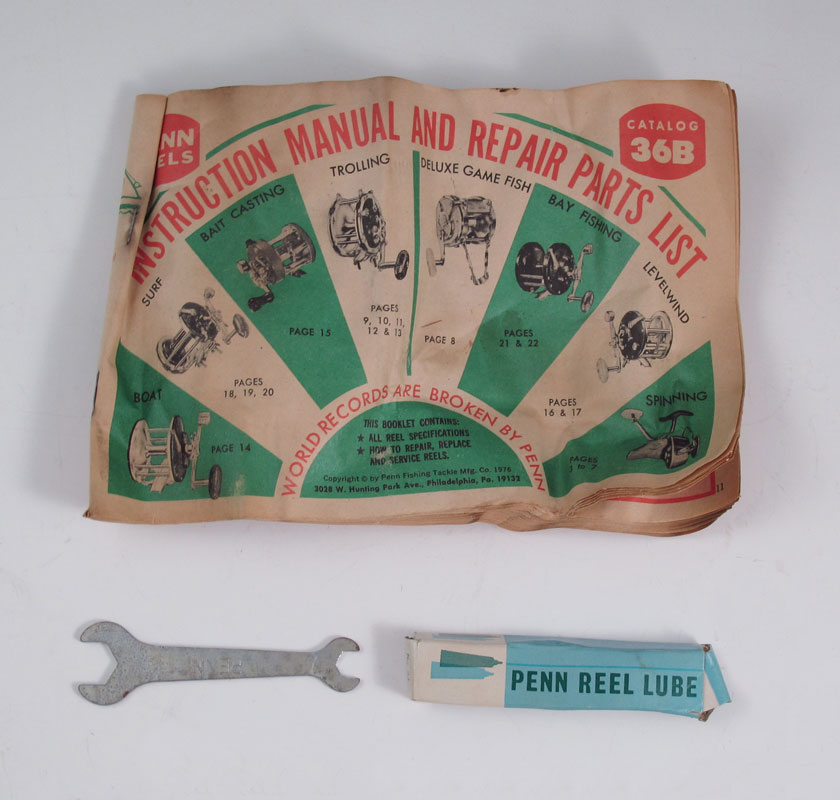 NN
ELS
INSTRUCTION MANUAL AND REPAIR PARTS LIST
CATALOG
36B
SURF
PAGES
18, 19, 20
BAIT CASTING
PAGE 15
TROLLING
PAGES
9, 10, 11,
12 & 13
DELUXE GAME FISH
PAGE 8
BAY FISHING
PAGES
21 & 22
LEVELWIND
PAGES
16 & 17
BOAT
PAGE 14
SPINNING
PAGES
1 to 7
WORLD RECORDS ARE BROKEN BY PENN
THIS BOOKLET CONTAINS:
★ ALL REEL SPECIFICATIONS
★ HOW TO REPAIR, REPLACE
AND SERVICE REELS.
Copyright © by Penn Fishing Tackle Mfg. Co. 1976
3028 W. Hunting Park Ave., Philadelphia, Pa. 19132
11
PENN
PENN REEL LUBE